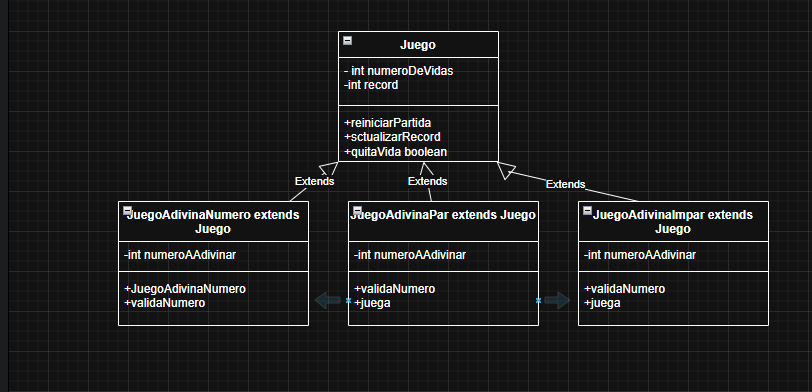 Juego
- int numeroDeVidas
-int record
+reiniciarPartida
+sctualizarRecord
+quitaVida boolean
Extends
Extends
Extends
JuegoAdivinaNumero extends
Juego
-int numeroAAdivinar
+JuegoAdivinaNumero
+validaNumero
JuegoAdivinaPar extends Juego
-int numeroAAdivinar
+validaNumero
+juega
JuegoAdivinaImpar extends
Juego
-int numeroAAdivinar
+validaNumero
+juega